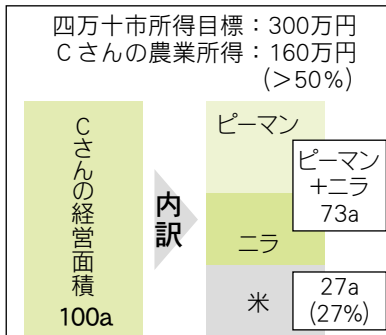 四万十市所得目標：300万円
Cさんの農業所得：160万円
(＞50%)
Cさんの経営面積
100a
内訳
ピーマン
ニラ
米
ピーマン
＋ニラ
73a
27a
(27%)